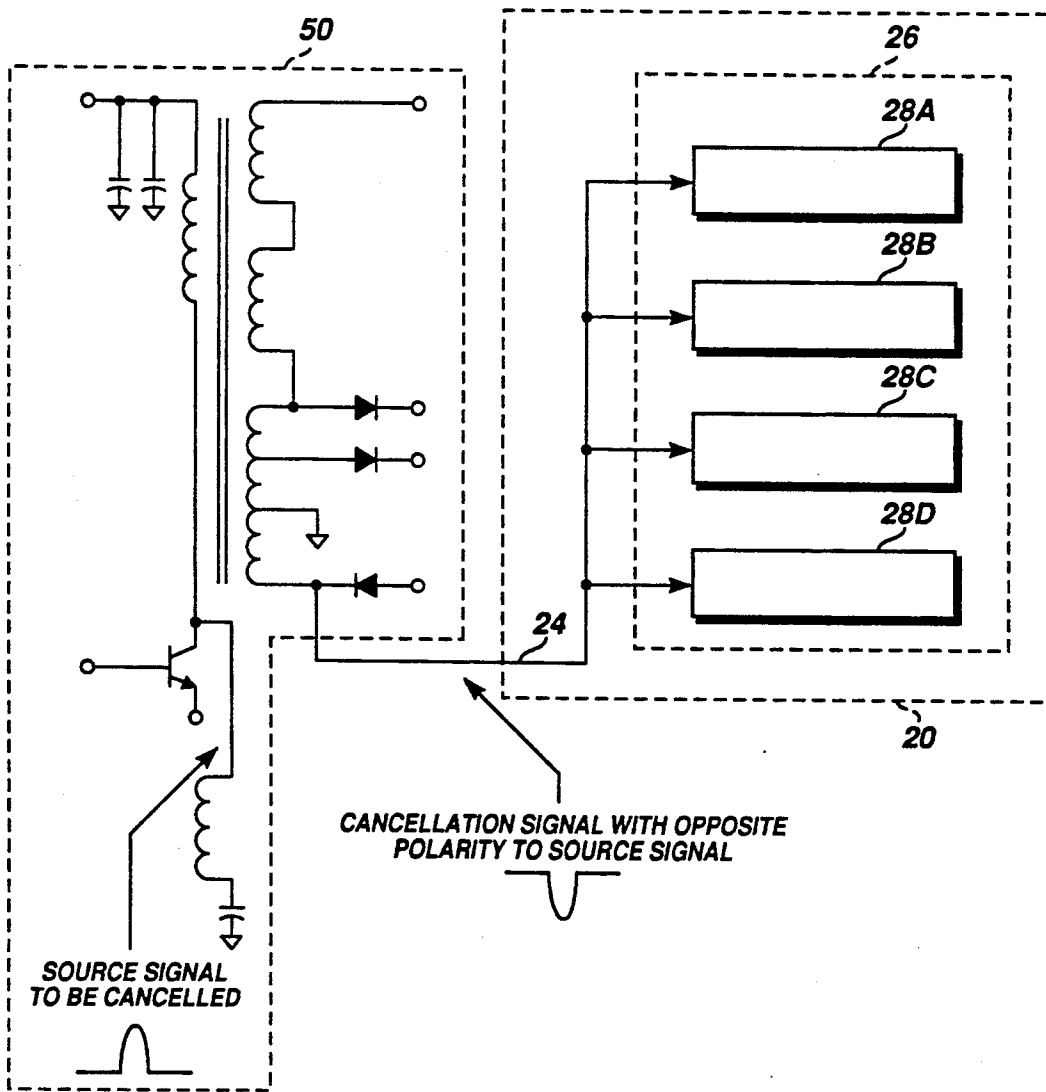 50
26
28A
28B
28C
28D
24
20
CANCELLATION SIGNAL WITH OPPOSITE
POLARITY TO SOURCE SIGNAL
SOURCE SIGNAL
TO BE CANCELLED